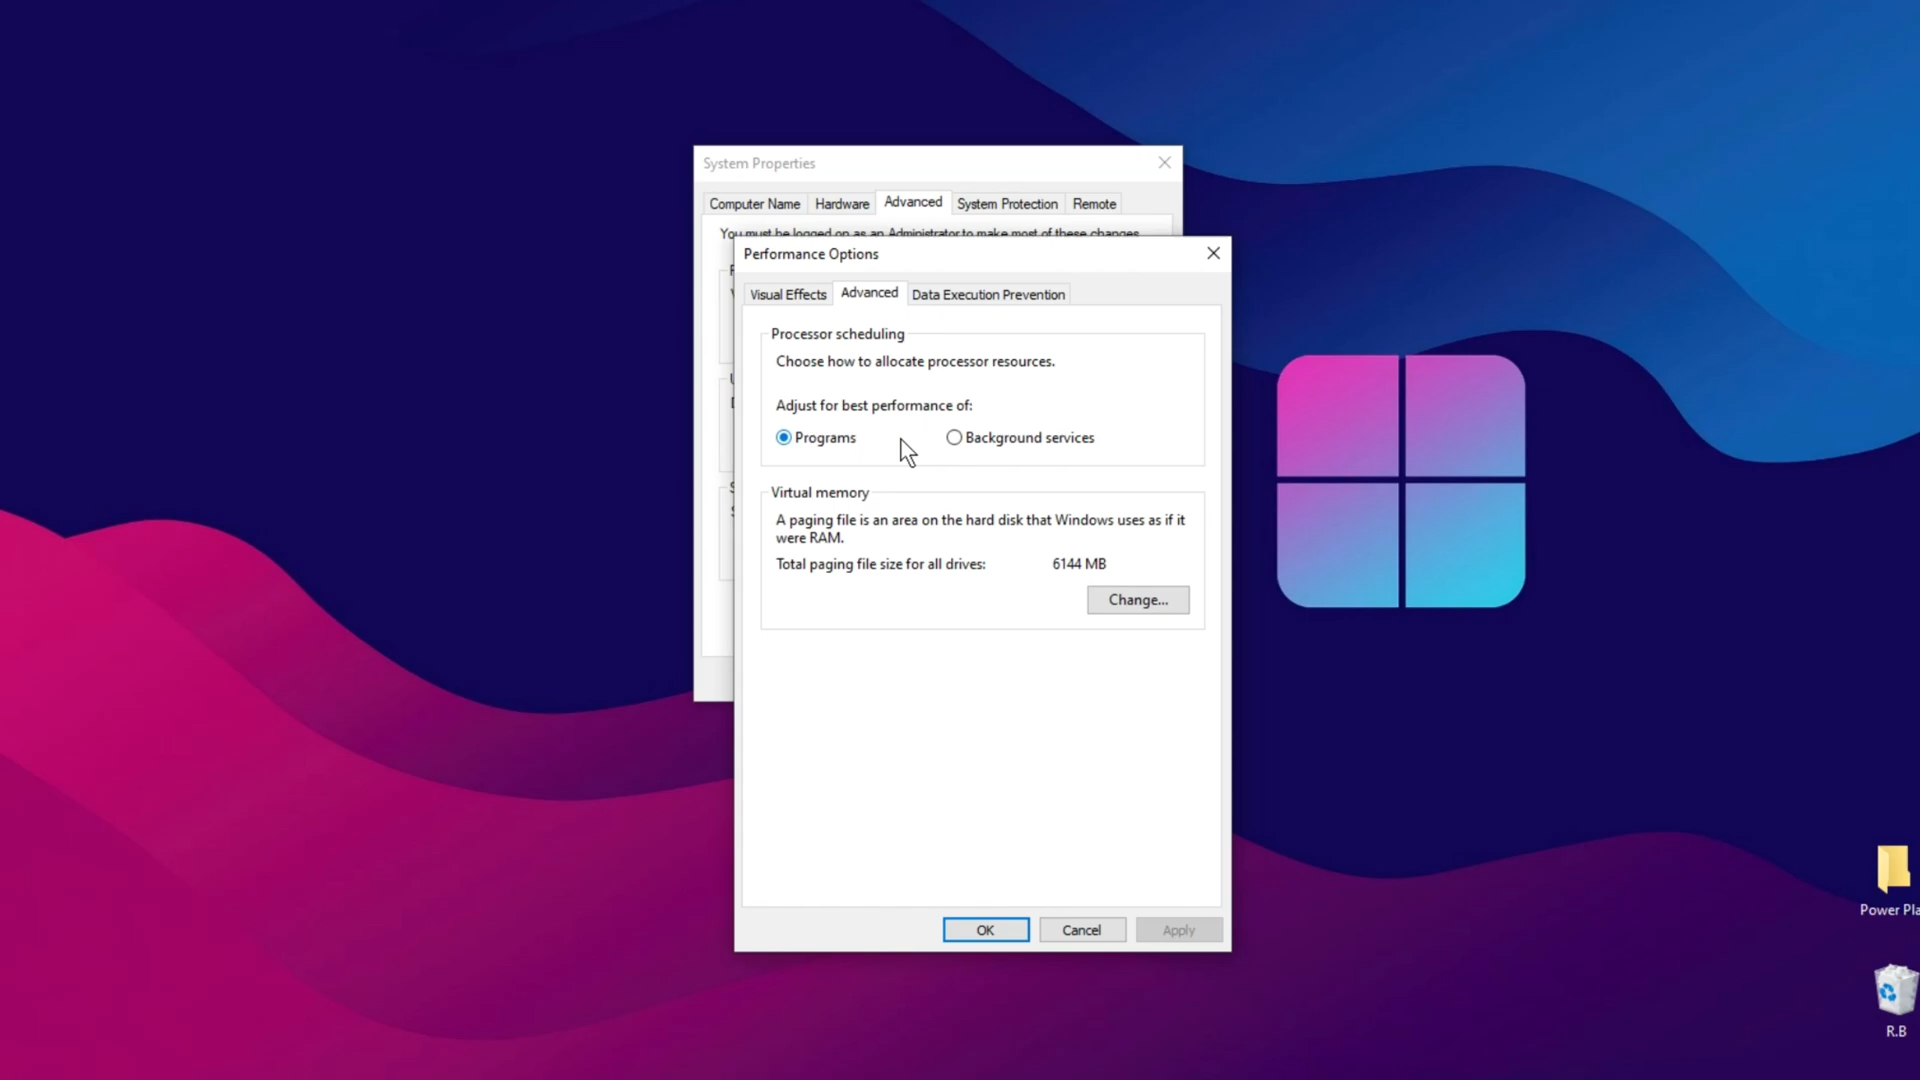 System Properties
Computer Name
Hardware
Advanced
System Protection
Remote
You must be logged on as an Administrator to make most of these changes.
Performance Options
Visual Effects
Advanced
Data Execution Prevention
Processor scheduling
Choose how to allocate processor resources.
Adjust for best performance of:
Programs
Background services
Virtual memory
A paging file is an area on the hard disk that Windows uses as if it
were RAM.
Total paging file size for all drives:
6144 MB
Change...
OK
Cancel
Apply
Power Pla
R.B